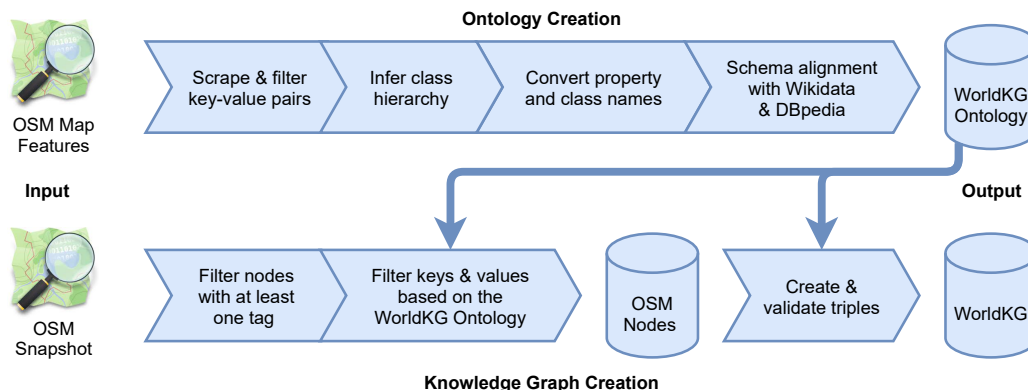 Ontology Creation
OSM Map
Features
Scrape & filter
key-value pairs
Infer class
hierarchy
Convert property
and class names
Schema alignment
with Wikidata
& DBpedia
WorldKG
Ontology
Input
Output
OSM
Snapshot
Filter nodes
with at least
one tag
Filter keys & values
based on the
WorldKG Ontology
OSM
Nodes
Create &
validate triples
WorldKG
Knowledge Graph Creation